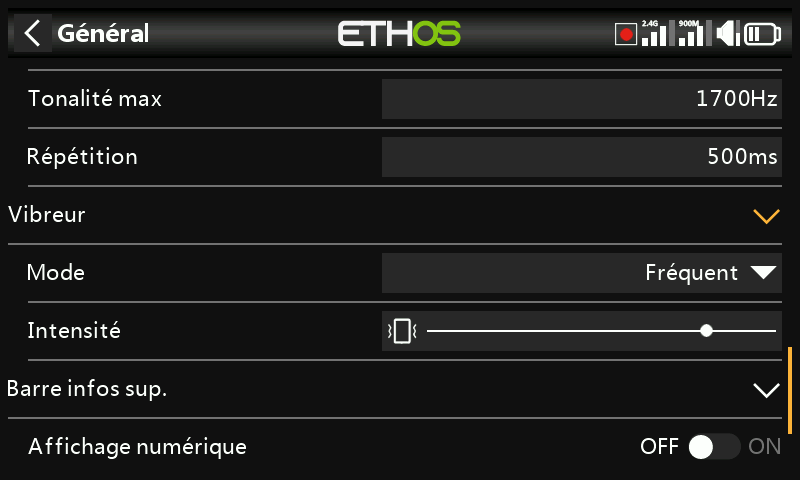 Général
ETHOS
2.4G
900M
Tonalité max
1700Hz
Répétition
500ms
Vibreur
Mode
Fréquent
Intensité
Barre infos sup.
Affichage numérique
OFF
ON